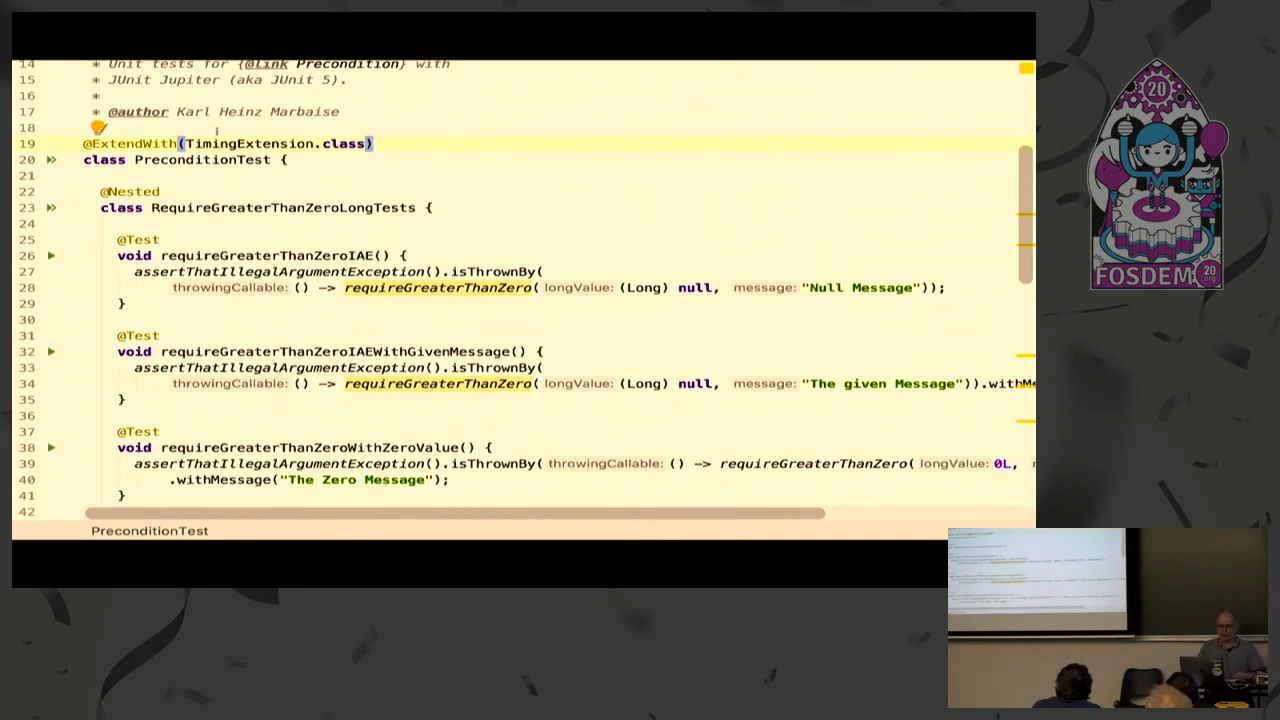 14 * Unit tests for {@link Precondition} with
15 * JUnit Jupiter (aka JUnit 5).
16 *
17 * @author Karl Heinz Marbaise
18
19 @ExtendWith(TimingExtension.class)
20 class PreconditionTest {
21
22 @Nested
23 class RequireGreaterThanZeroLongTests {
24
25 @Test
26 void requireGreaterThanZeroIAE() {
27 assertThatIllegalArgumentException().isThrownBy(
28 throwingCallable: () -> requireGreaterThanZero( longValue: (Long) null, message: "Null Message"));
29 }
30
31 @Test
32 void requireGreaterThanZeroIAEWithGivenMessage() {
33 assertThatIllegalArgumentException().isThrownBy(
34 throwingCallable: () -> requireGreaterThanZero( longValue: (Long) null, message: "The given Message")).withMe
35 }
36
37 @Test
38 void requireGreaterThanZeroWithZeroValue() {
39 assertThatIllegalArgumentException().isThrownBy( throwingCallable: () -> requireGreaterThanZero( longValue: 0L,
40 .withMessage("The Zero Message");
41 }
42
PreconditionTest
20
FOSDEM 20
.org